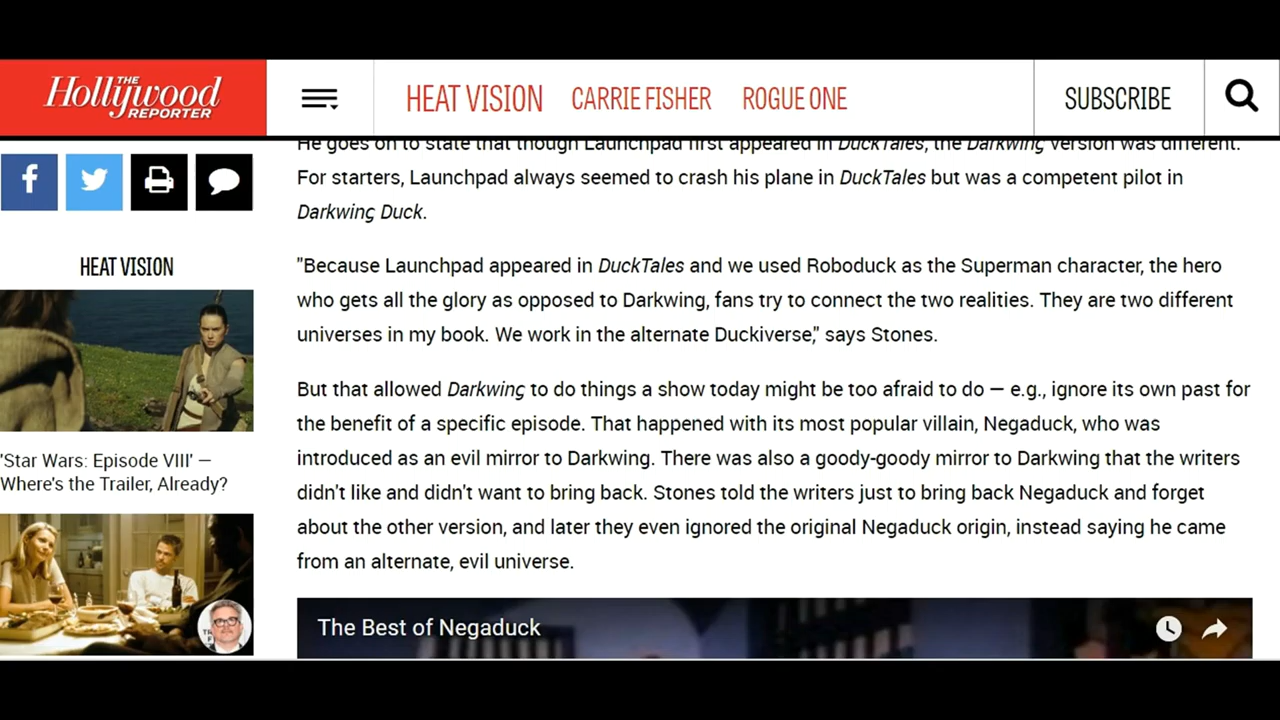 THE
Hollywood
REPORTER
HEAT VISION
CARRIE FISHER
ROGUE ONE
SUBSCRIBE
He goes on to state that though Launchpad first appeared in DuckTales, the Darkwing version was different.
For starters, Launchpad always seemed to crash his plane in DuckTales but was a competent pilot in
Darkwing Duck.
"Because Launchpad appeared in DuckTales and we used Roboduck as the Superman character, the hero
who gets all the glory as opposed to Darkwing, fans try to connect the two realities. They are two different
universes in my book. We work in the alternate Duckiverse," says Stones.
But that allowed Darkwing to do things a show today might be too afraid to do — e.g., ignore its own past for
the benefit of a specific episode. That happened with its most popular villain, Negaduck, who was
introduced as an evil mirror to Darkwing. There was also a goody-goody mirror to Darkwing that the writers
didn't like and didn't want to bring back. Stones told the writers just to bring back Negaduck and forget
about the other version, and later they even ignored the original Negaduck origin, instead saying he came
from an alternate, evil universe.
The Best of Negaduck
HEAT VISION
'Star Wars: Episode VIII' —
Where's the Trailer, Already?